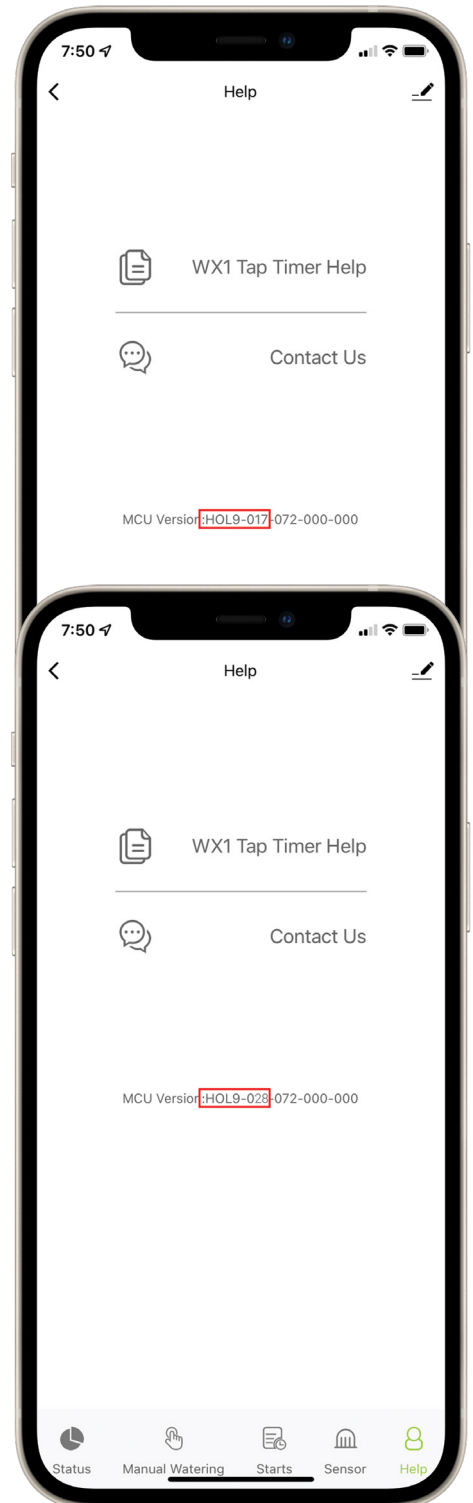 7:50
Help
WX1 Tap Timer Help
Contact Us
MCU Version:HOL9-017-072-000-000
7:50
Help
WX1 Tap Timer Help
Contact Us
MCU Version:HOL9-028-072-000-000
Status Manual Watering Starts Sensor Help